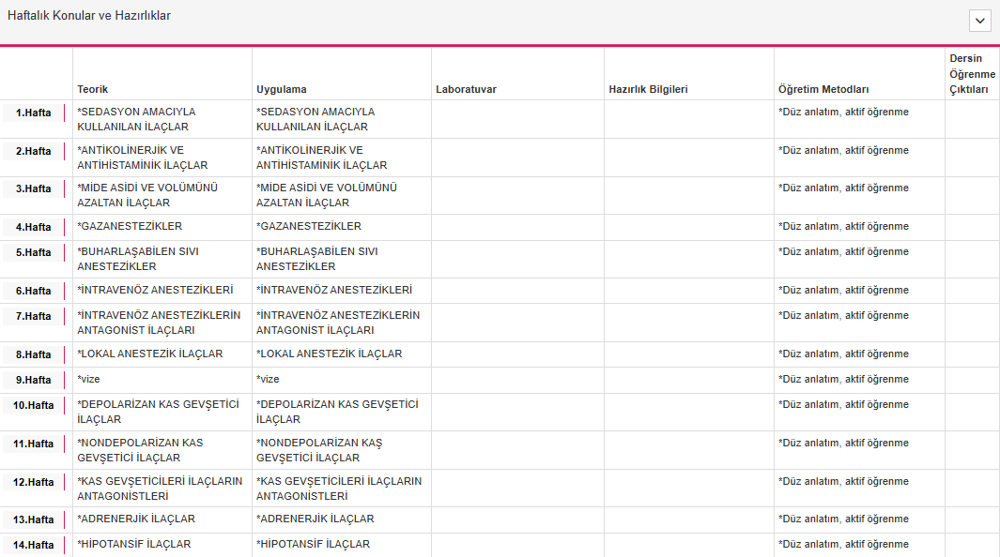 Haftalık Konular ve Hazırlıklar
Teorik Uygulama Laboratuvar Hazırlık Bilgileri Öğretim Metodları Dersin Öğrenme Çıktıları
1.Hafta *SEDASYON AMACIYLA KULLANILAN İLAÇLAR *SEDASYON AMACIYLA KULLANILAN İLAÇLAR *Düz anlatım, aktif öğrenme
2.Hafta *ANTİKOLİNERJİK VE ANTİHİSTAMİNİK İLAÇLAR *ANTİKOLİNERJİK VE ANTİHİSTAMİNİK İLAÇLAR *Düz anlatım, aktif öğrenme
3.Hafta *MİDE ASİDİ VE VOLÜMÜNÜ AZALTAN İLAÇLAR *MİDE ASİDİ VE VOLÜMÜNÜ AZALTAN İLAÇLAR *Düz anlatım, aktif öğrenme
4.Hafta *GAZANESTEZİKLER *GAZANESTEZİKLER *Düz anlatım, aktif öğrenme
5.Hafta *BUHARLAŞABİLEN SIVI ANESTEZİKLER *BUHARLAŞABİLEN SIVI ANESTEZİKLER *Düz anlatım, aktif öğrenme
6.Hafta *İNTRAVENÖZ ANESTEZİKLERİ *İNTRAVENÖZ ANESTEZİKLERİ *Düz anlatım, aktif öğrenme
7.Hafta *İNTRAVENÖZ ANESTEZİKLERİN ANTAGONİST İLAÇLARI *İNTRAVENÖZ ANESTEZİKLERİN ANTAGONİST İLAÇLARI *Düz anlatım, aktif öğrenme
8.Hafta *LOKAL ANESTEZİK İLAÇLAR *LOKAL ANESTEZİK İLAÇLAR *Düz anlatım, aktif öğrenme
9.Hafta *vize *vize *Düz anlatım, aktif öğrenme
10.Hafta *DEPOLARİZAN KAS GEVŞETİCİ İLAÇLAR *DEPOLARİZAN KAS GEVŞETİCİ İLAÇLAR *Düz anlatım, aktif öğrenme
11.Hafta *NONDEPOLARİZAN KAS GEVŞETİCİ İLAÇLAR *NONDEPOLARİZAN KAŞ GEVŞETİCİ İLAÇLAR *Düz anlatım, aktif öğrenme
12.Hafta *KAS GEVŞETİCİLERİ İLAÇLARIN ANTAGONİSTLERİ *KAS GEVŞETİCİLERİ İLAÇLARIN ANTAGONİSTLERİ *Düz anlatım, aktif öğrenme
13.Hafta *ADRENERJİK İLAÇLAR *ADRENERJİK İLAÇLAR *Düz anlatım, aktif öğrenme
14.Hafta *HİPOTANSİF İLAÇLAR *HİPOTANSİF İLAÇLAR *Düz anlatım, aktif öğrenme